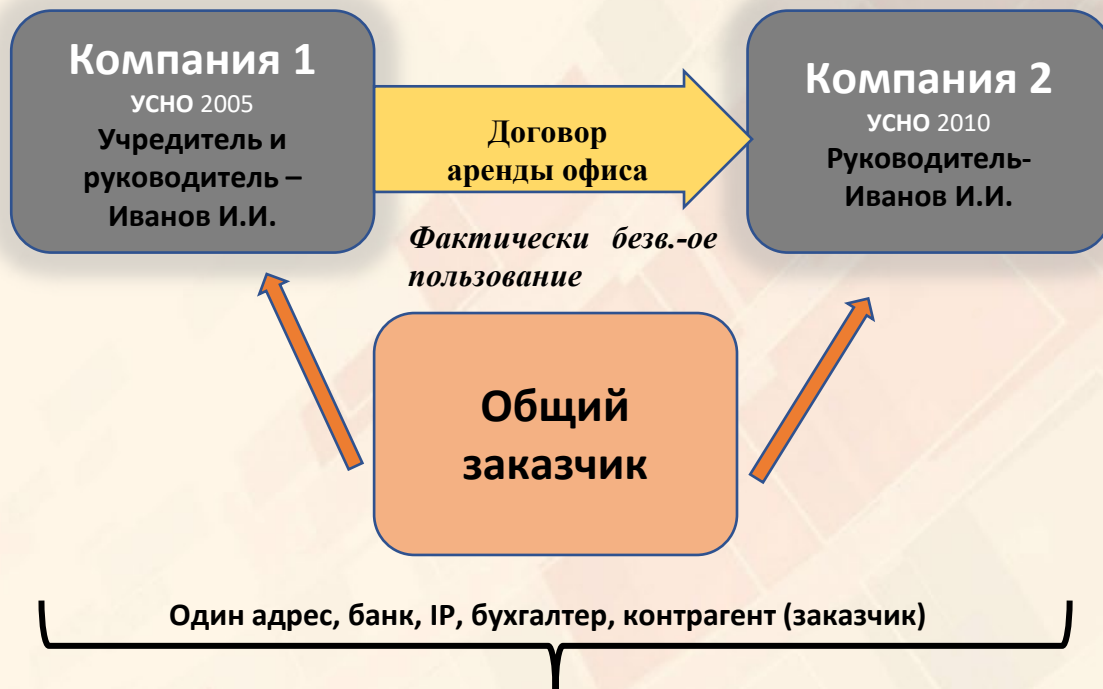 Компания 1
УСНО 2005
Учредитель и
руководитель –
Иванов И.И.
Договор
аренды офиса
Компания 2
УСНО 2010
Руководитель-
Иванов И.И.
Фактически безв.-ое
пользование
Общий
заказчик
Один адрес, банк, IP, бухгалтер, контрагент (заказчик)